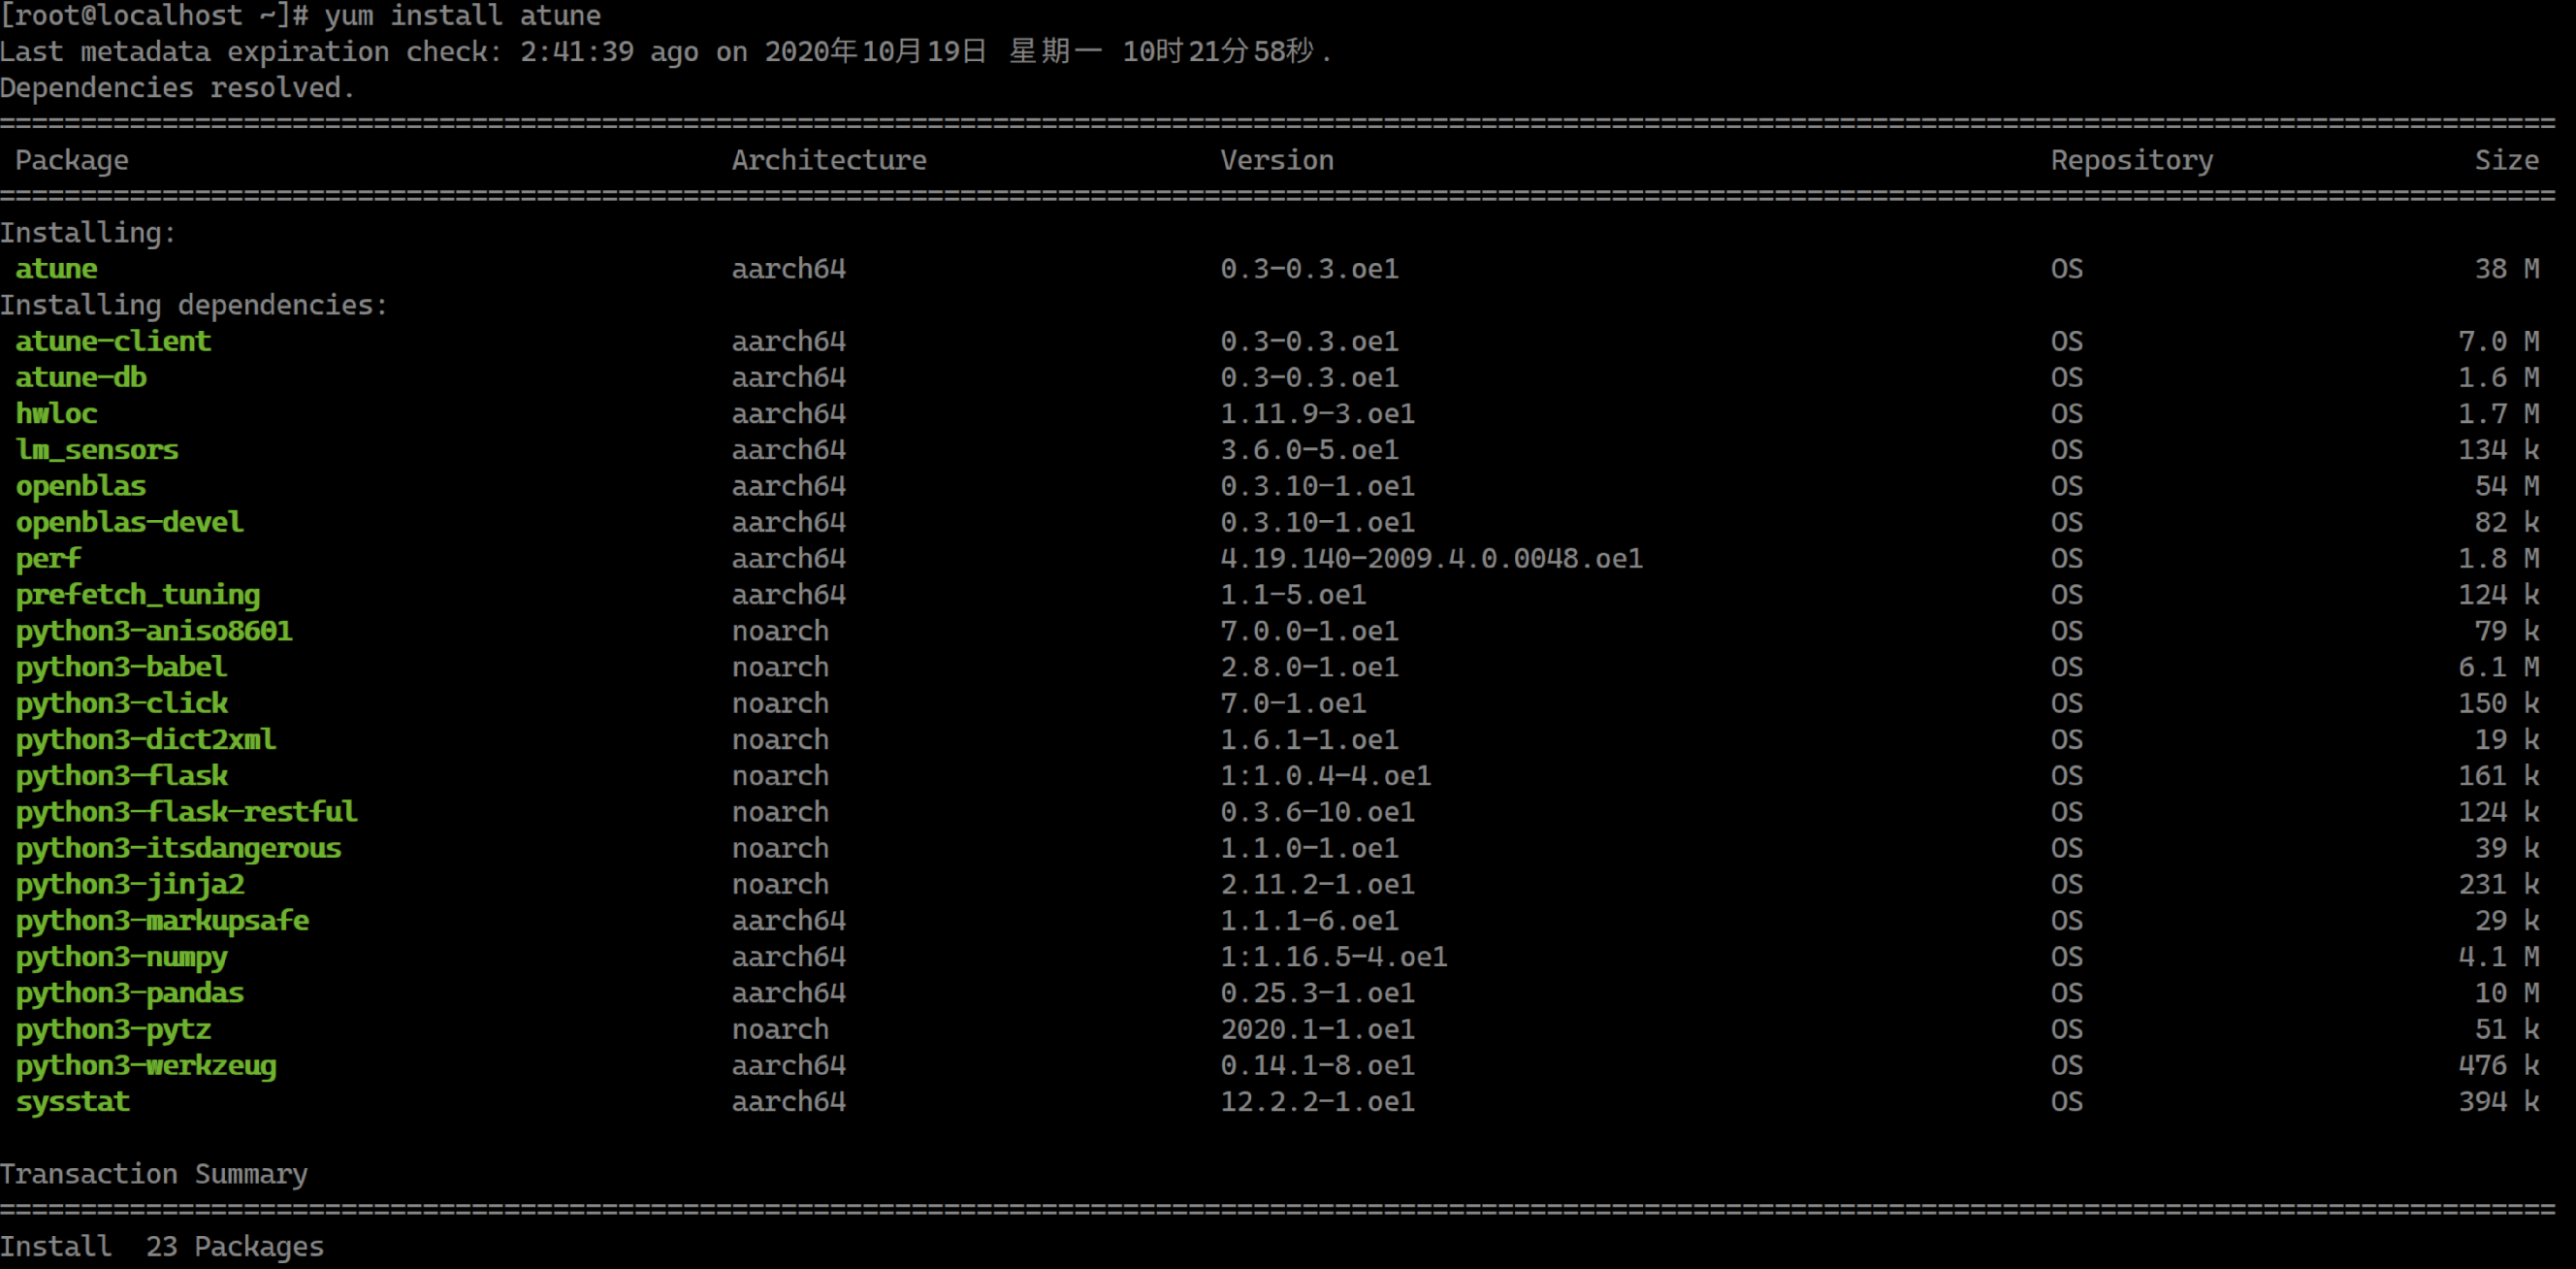 [root@localhost ~]# yum install atune
Last metadata expiration check: 2:41:39 ago on 2020年10月19日 星期一 10时21分58秒.
Dependencies resolved.
================================================================================
Package Architecture Version Repository Size
================================================================================
Installing:
atune aarch64 0.3-0.3.oe1 OS 38 M
Installing dependencies:
atune-client aarch64 0.3-0.3.oe1 OS 7.0 M
atune-db aarch64 0.3-0.3.oe1 OS 1.6 M
hwloc aarch64 1.11.9-3.oe1 OS 1.7 M
lm_sensors aarch64 3.6.0-5.oe1 OS 134 k
openblas aarch64 0.3.10-1.oe1 OS 54 M
openblas-devel aarch64 0.3.10-1.oe1 OS 82 k
perf aarch64 4.19.140-2009.4.0.0048.oe1 OS 1.8 M
prefetch_tuning aarch64 1.1-5.oe1 OS 124 k
python3-aniso8601 noarch 7.0.0-1.oe1 OS 79 k
python3-babel noarch 2.8.0-1.oe1 OS 6.1 M
python3-click noarch 7.0-1.oe1 OS 150 k
python3-dict2xml noarch 1.6.1-1.oe1 OS 19 k
python3-flask noarch 1:1.0.4-4.oe1 OS 161 k
python3-flask-restful noarch 0.3.6-10.oe1 OS 124 k
python3-itsdangerous noarch 1.1.0-1.oe1 OS 39 k
python3-jinja2 noarch 2.11.2-1.oe1 OS 231 k
python3-markupsafe aarch64 1.1.1-6.oe1 OS 29 k
python3-numpy aarch64 1:1.16.5-4.oe1 OS 4.1 M
python3-pandas aarch64 0.25.3-1.oe1 OS 10 M
python3-pytz noarch 2020.1-1.oe1 OS 51 k
python3-werkzeug aarch64 0.14.1-8.oe1 OS 476 k
sysstat aarch64 12.2.2-1.oe1 OS 394 k
Transaction Summary
================================================================================
Install 23 Packages